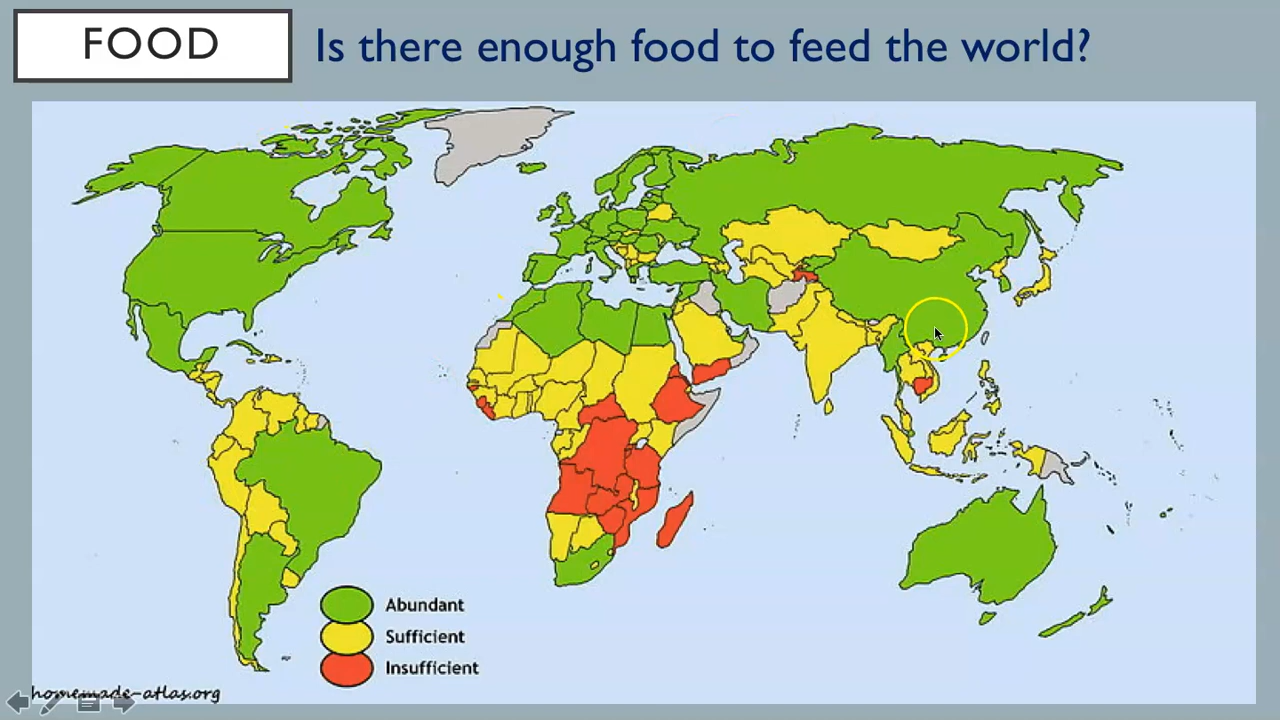 FOOD
Is there enough food to feed the world?
Abundant
Sufficient
Insufficient
homemade-atlas.org